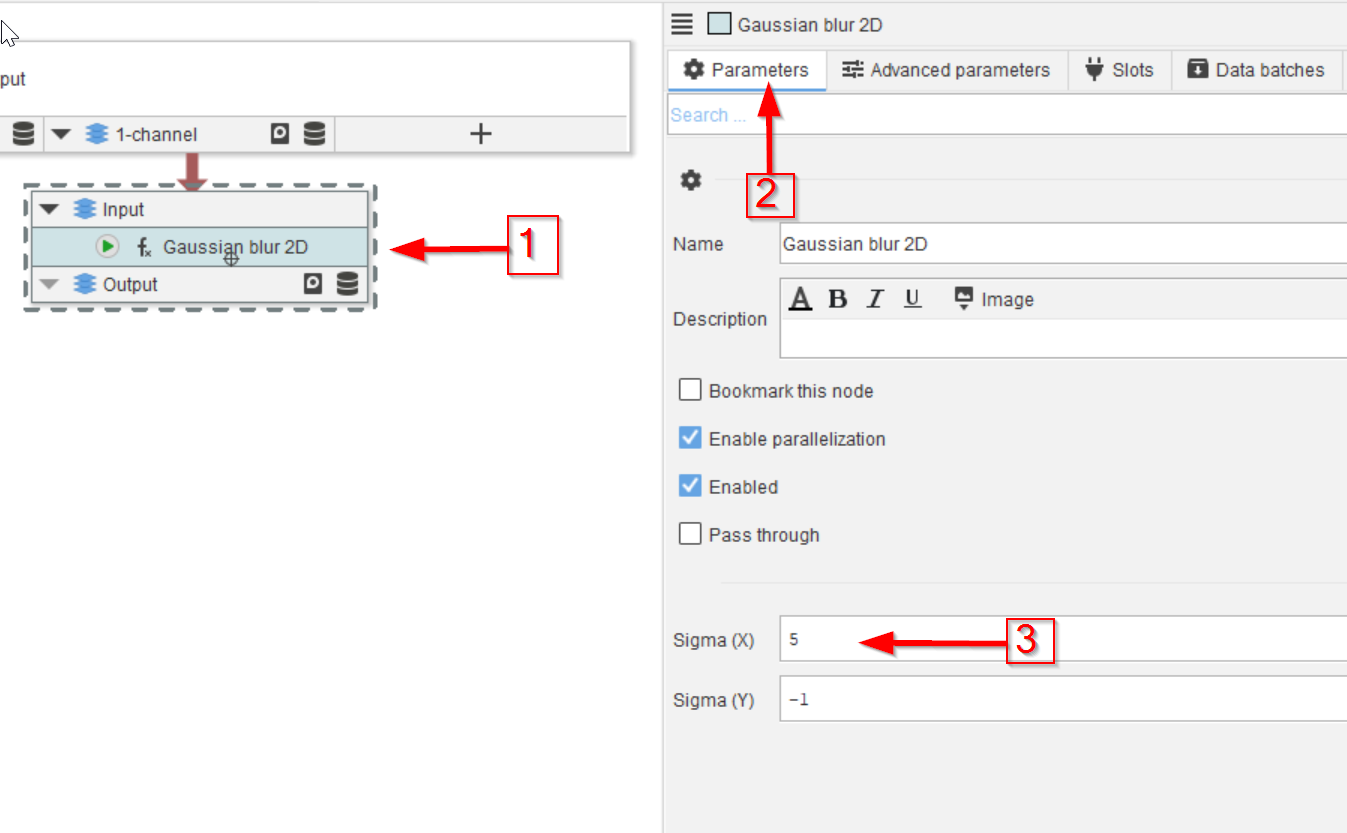 put
1-channel
Input
Gaussian blur 2D
Output
1
Gaussian blur 2D
Parameters
Advanced parameters
Slots
Data batches
Search ...
2
Name
Gaussian blur 2D
Description
A B I U Image
Bookmark this node
Enable parallelization
Enabled
Pass through
Sigma (X)
5
3
Sigma (Y)
-1